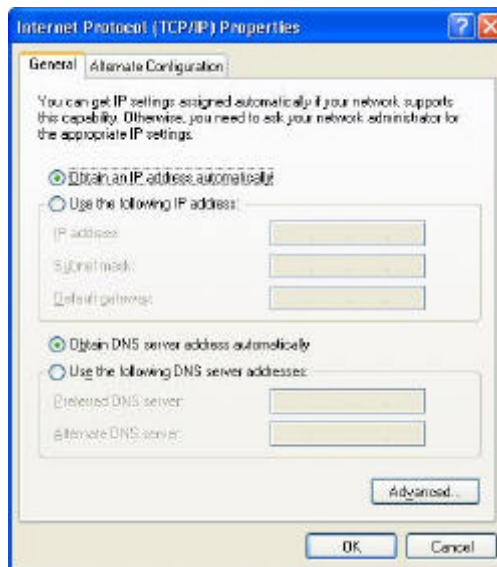 Internet Protocol (TCP/IP) Properties
General
Alternate Configuration
You can get IP settings assigned automatically if your network supports
this capability. Otherwise, you need to ask your network administrator for
the appropriate IP settings.
Obtain an IP address automatically
Use the following IP address:
IP address:
Subnet mask:
Default gateway:
Obtain DNS server address automatically
Use the following DNS server addresses:
Preferred DNS server:
Alternate DNS server:
Advanced...
OK
Cancel